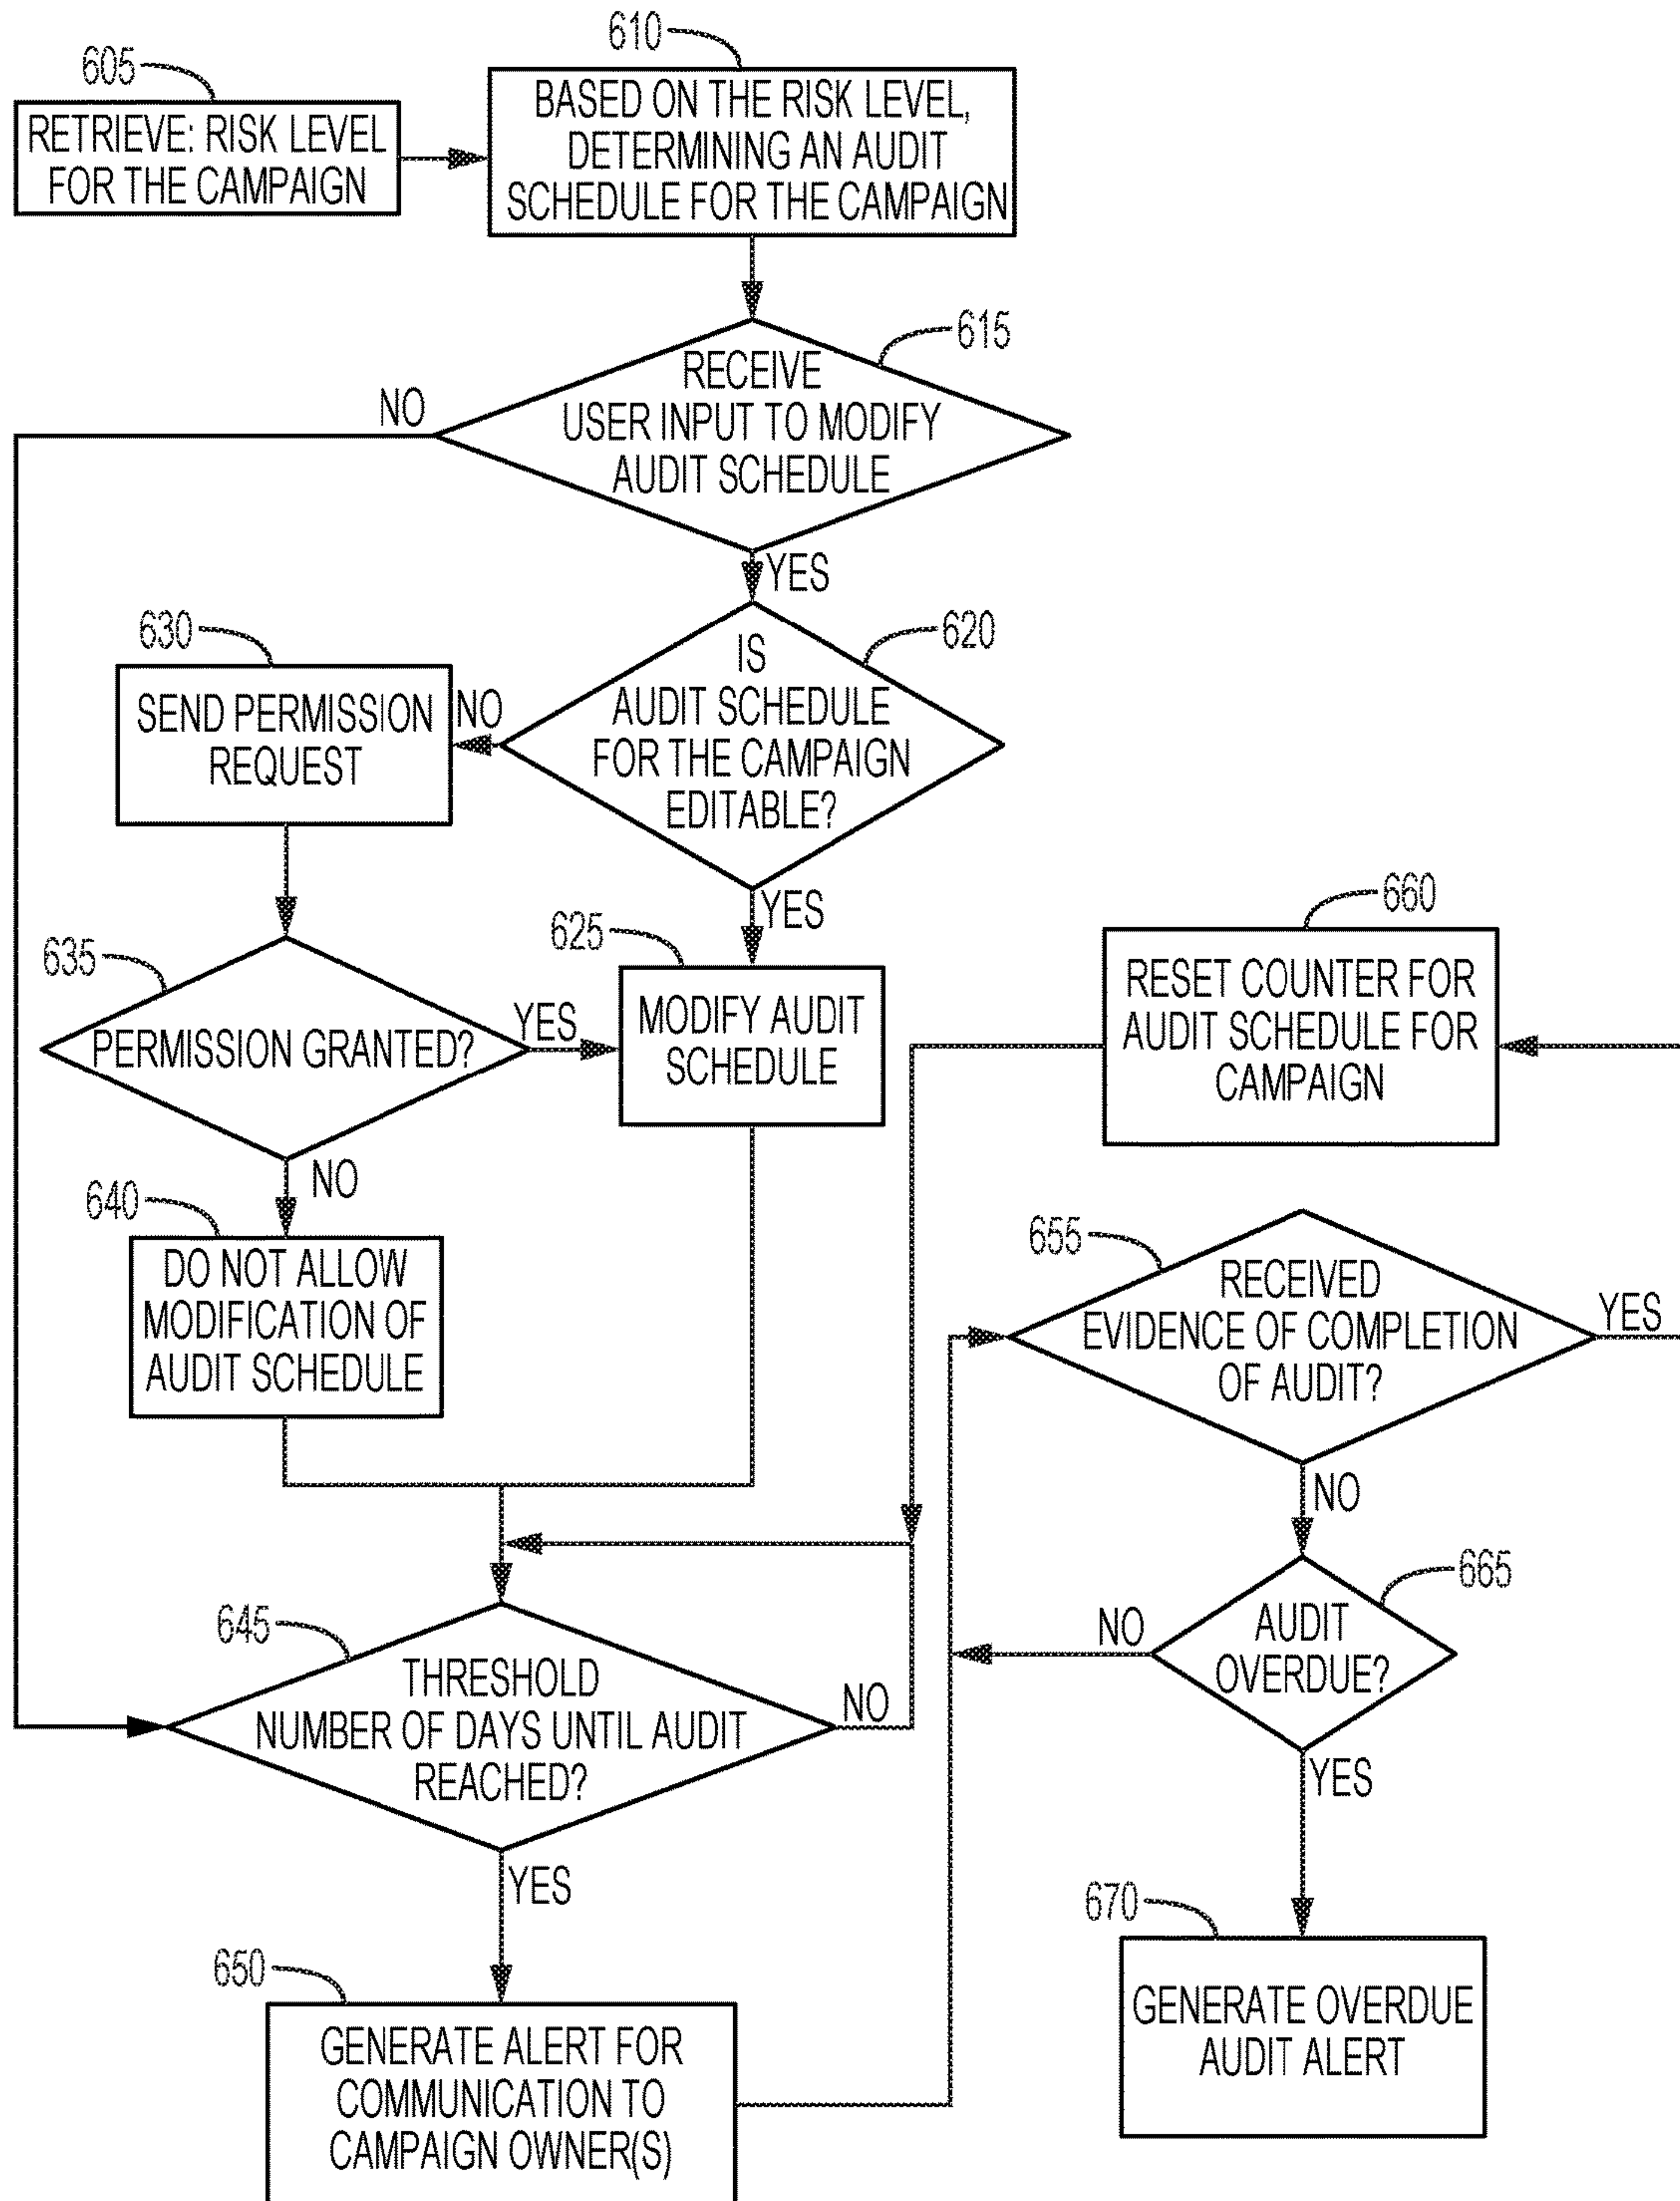 610
605
BASED ON THE RISK LEVEL,
DETERMINING AN AUDIT
SCHEDULE FOR THE CAMPAIGN
RETRIEVE: RISK LEVEL
FOR THE CAMPAIGN
615
RECEIVE
USER INPUT TO MODIFY
AUDIT SCHEDULE
NO
YES
630
620
IS
AUDIT SCHEDULE
FOR THE CAMPAIGN
EDITABLE?
NO
SEND PERMISSION
REQUEST
YES
635
625
660
PERMISSION GRANTED?
YES
MODIFY AUDIT
SCHEDULE
RESET COUNTER FOR
AUDIT SCHEDULE FOR
CAMPAIGN
NO
640
DO NOT ALLOW
MODIFICATION OF
AUDIT SCHEDULE
655
RECEIVED
EVIDENCE OF COMPLETION
OF AUDIT?
YES
NO
645
THRESHOLD
NUMBER OF DAYS UNTIL AUDIT
REACHED?
NO
665
AUDIT
OVERDUE?
NO
YES
YES
650
GENERATE ALERT FOR
COMMUNICATION TO
CAMPAIGN OWNER(S)
670
GENERATE OVERDUE
AUDIT ALERT